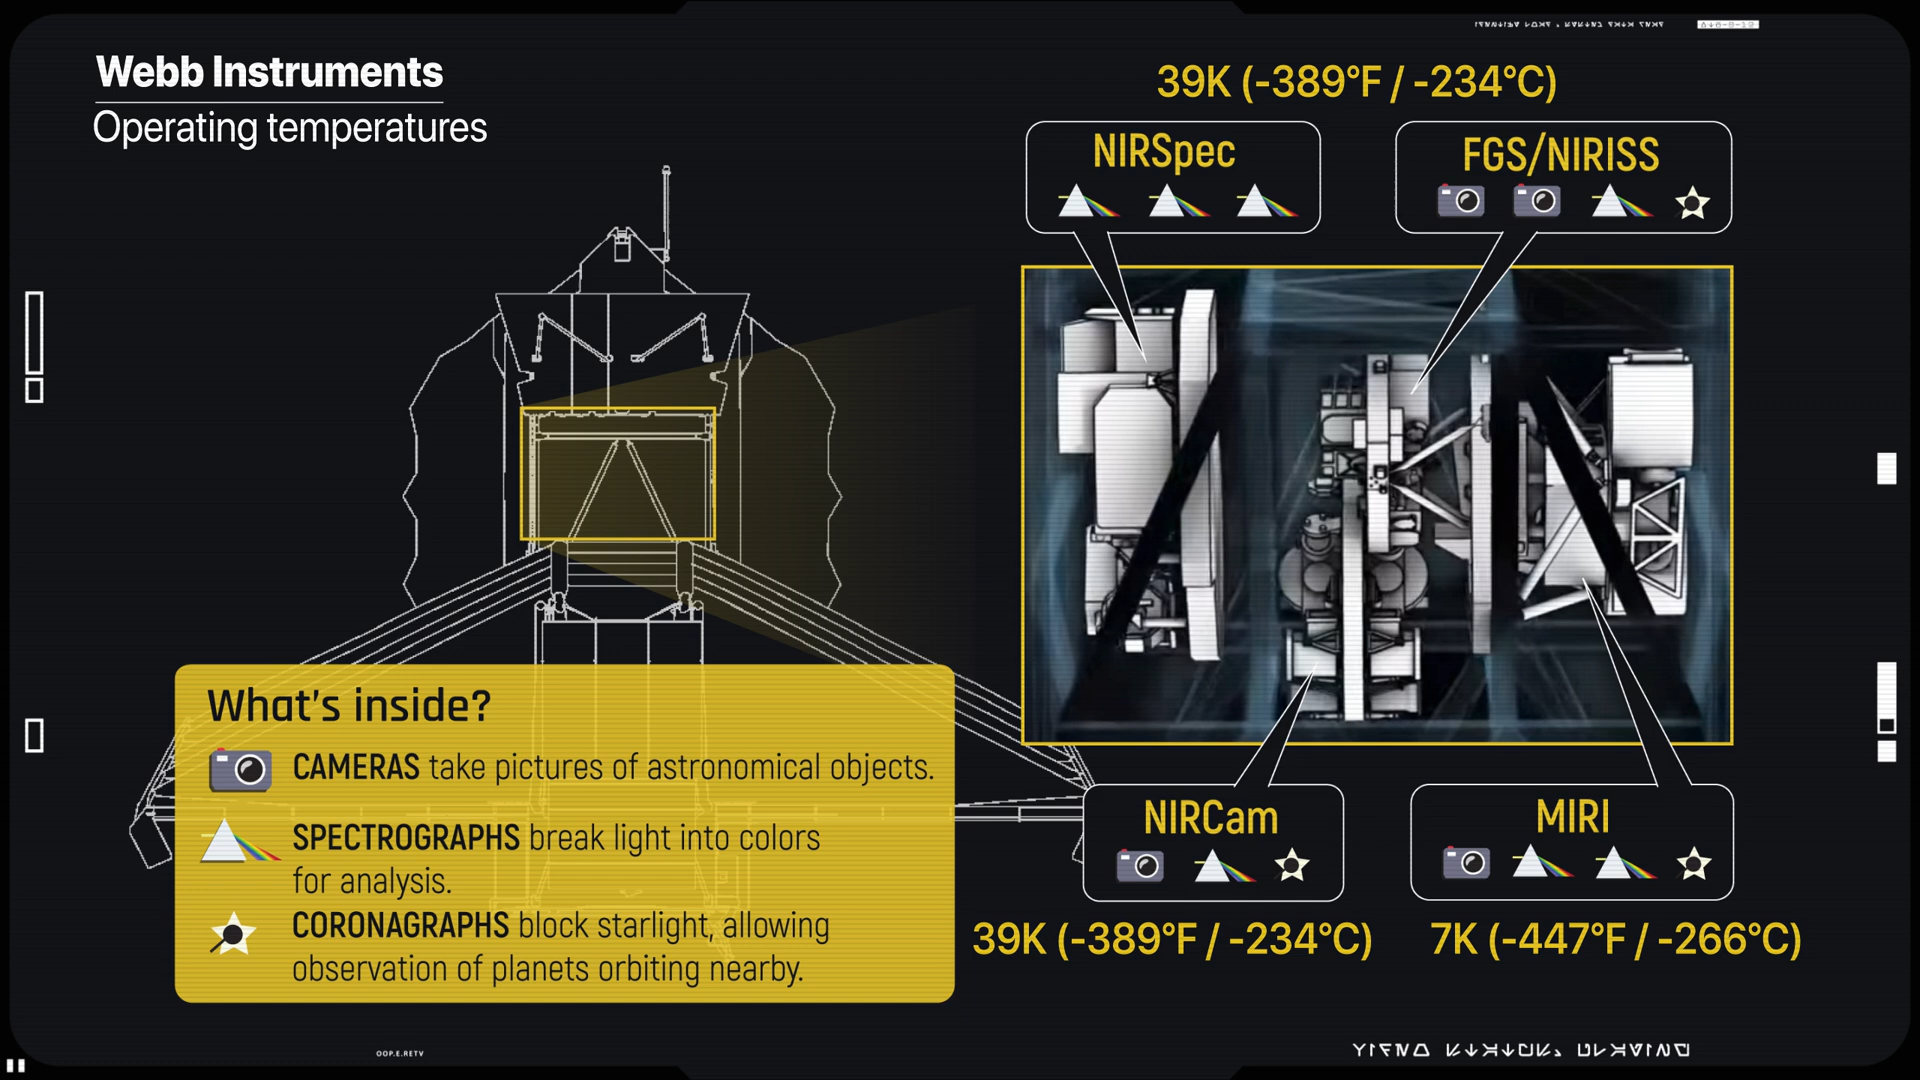 Webb Instruments
Operating temperatures
39K (-389°F / -234°C)
NIRSpec
FGS/NIRISS
What's inside?
CAMERAS take pictures of astronomical objects.
SPECTROGRAPHS break light into colors
for analysis.
CORONAGRAPHS block starlight, allowing
observation of planets orbiting nearby.
NIRCam
MIRI
39K (-389°F / -234°C)
7K (-447°F / -266°C)
OOP.E.RETV